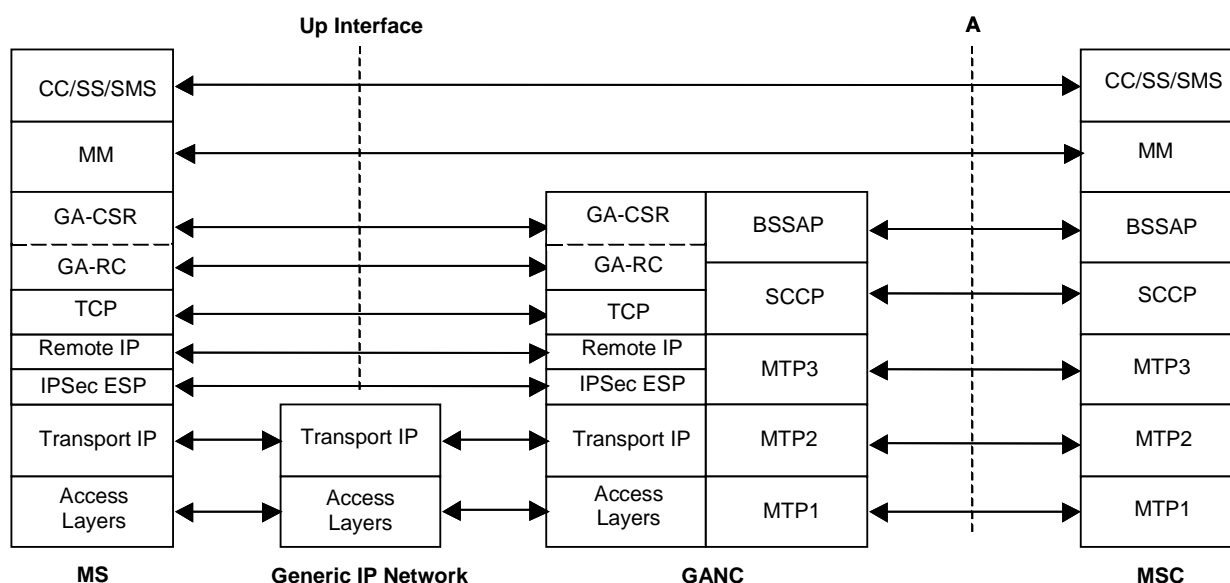 Up Interface
A
CC/SS/SMS
CC/SS/SMS
MM
MM
GA-CSR
GA-CSR
BSSAP
BSSAP
GA-RC
GA-RC
SCCP
SCCP
TCP
TCP
Remote IP
Remote IP
MTP3
MTP3
IPSec ESP
IPSec ESP
Transport IP
Transport IP
Transport IP
MTP2
MTP2
Access
Layers
Access
Layers
Access
Layers
MTP1
MTP1
MS
Generic IP Network
GANC
MSC